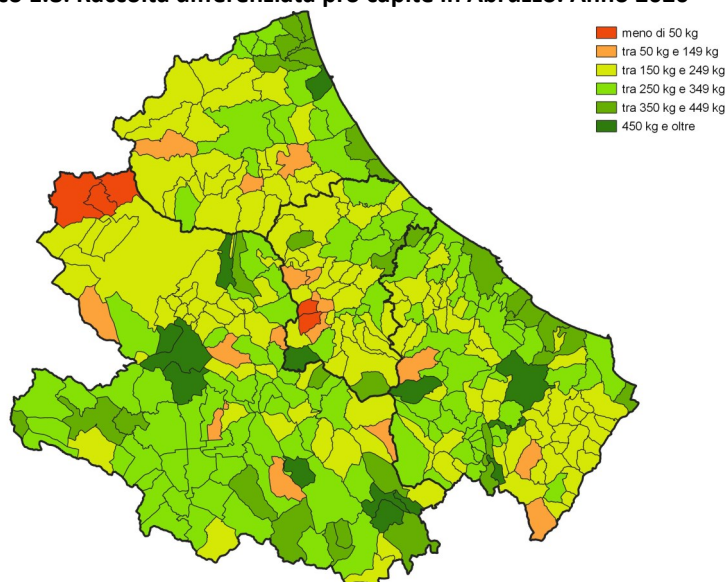 Raccolta differenziata pro capite in Abruzzo. Anno 2020
meno di 50 kg
tra 50 kg e 149 kg
tra 150 kg e 249 kg
tra 250 kg e 349 kg
tra 350 kg e 449 kg
450 kg e oltre